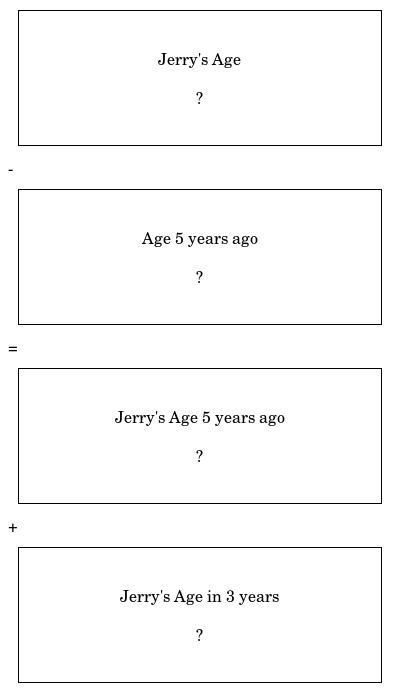 Jerry's Age
?
-
Age 5 years ago
?
=
Jerry's Age 5 years ago
?
+
Jerry's Age in 3 years
?